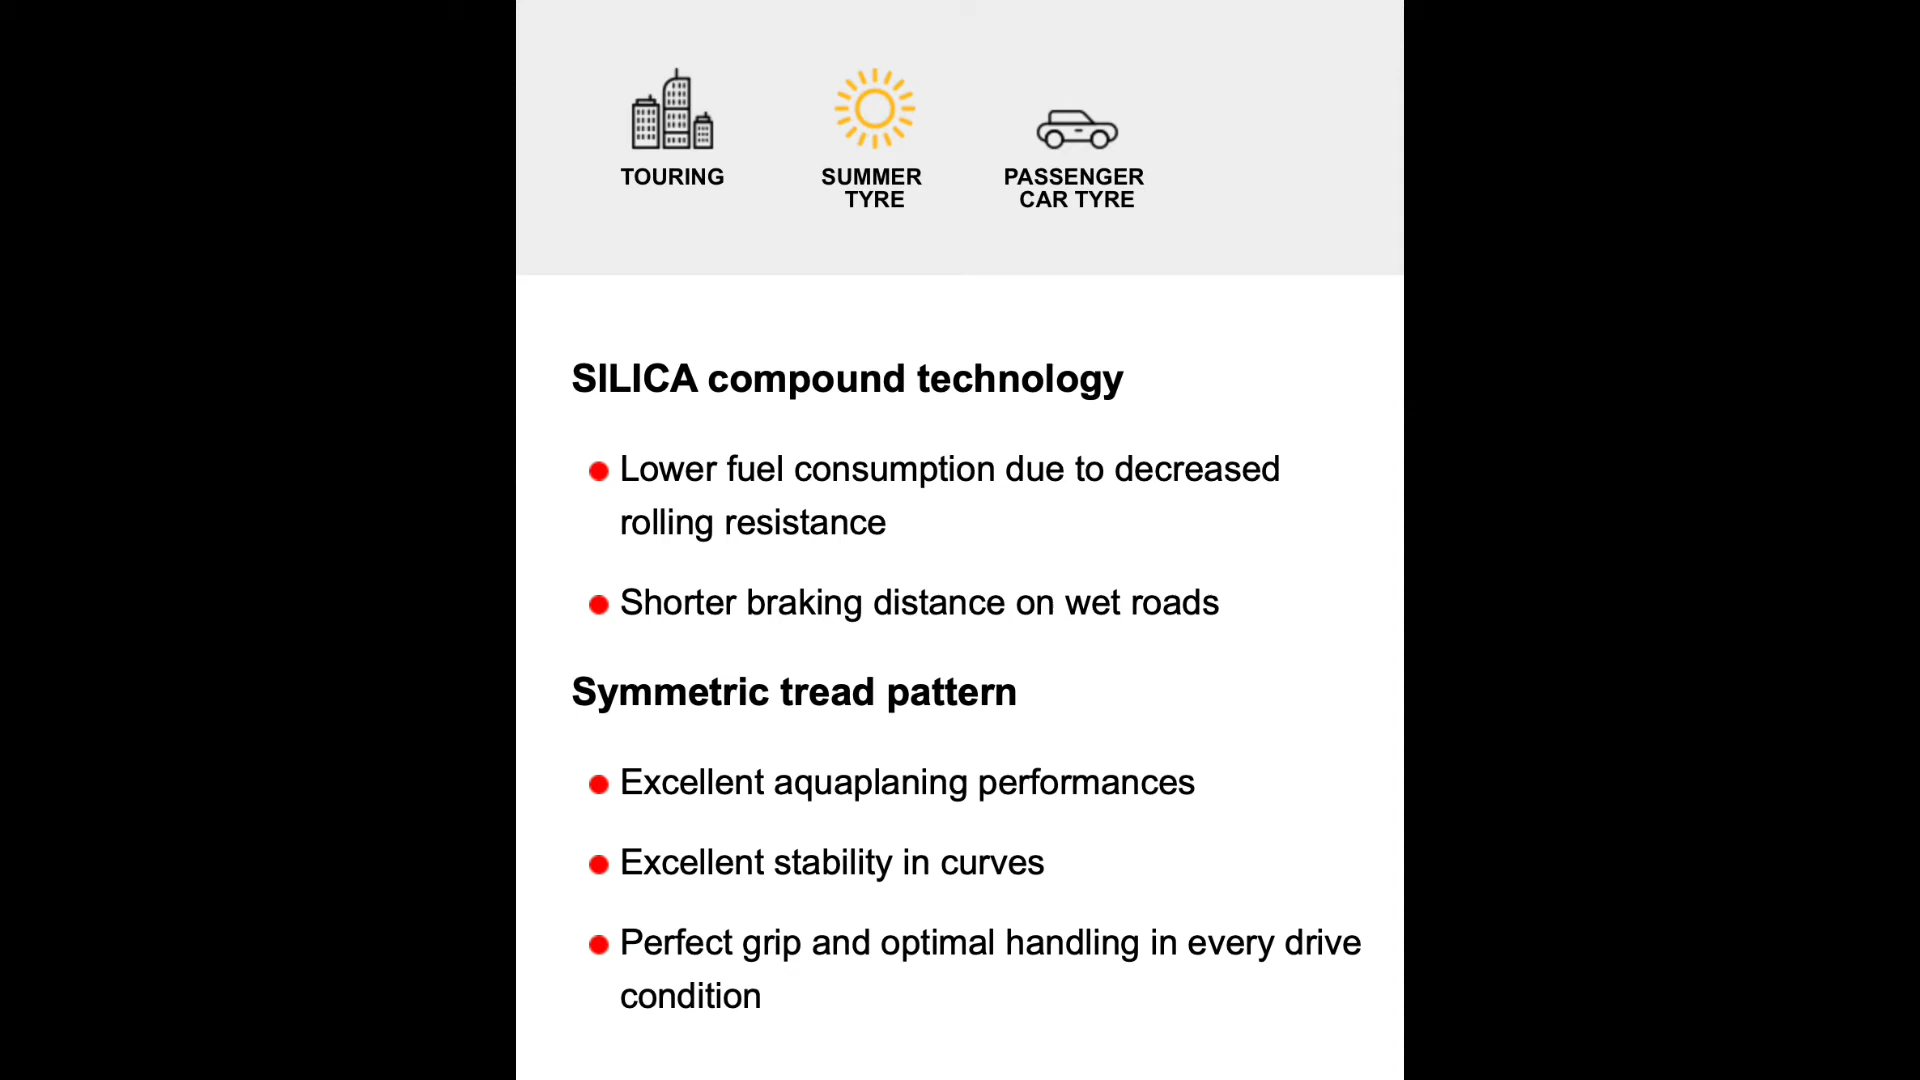 TOURING
SUMMER
TYRE
PASSENGER
CAR TYRE
SILICA compound technology
Lower fuel consumption due to decreased
rolling resistance
Shorter braking distance on wet roads
Symmetric tread pattern
Excellent aquaplaning performances
Excellent stability in curves
Perfect grip and optimal handling in every drive
condition